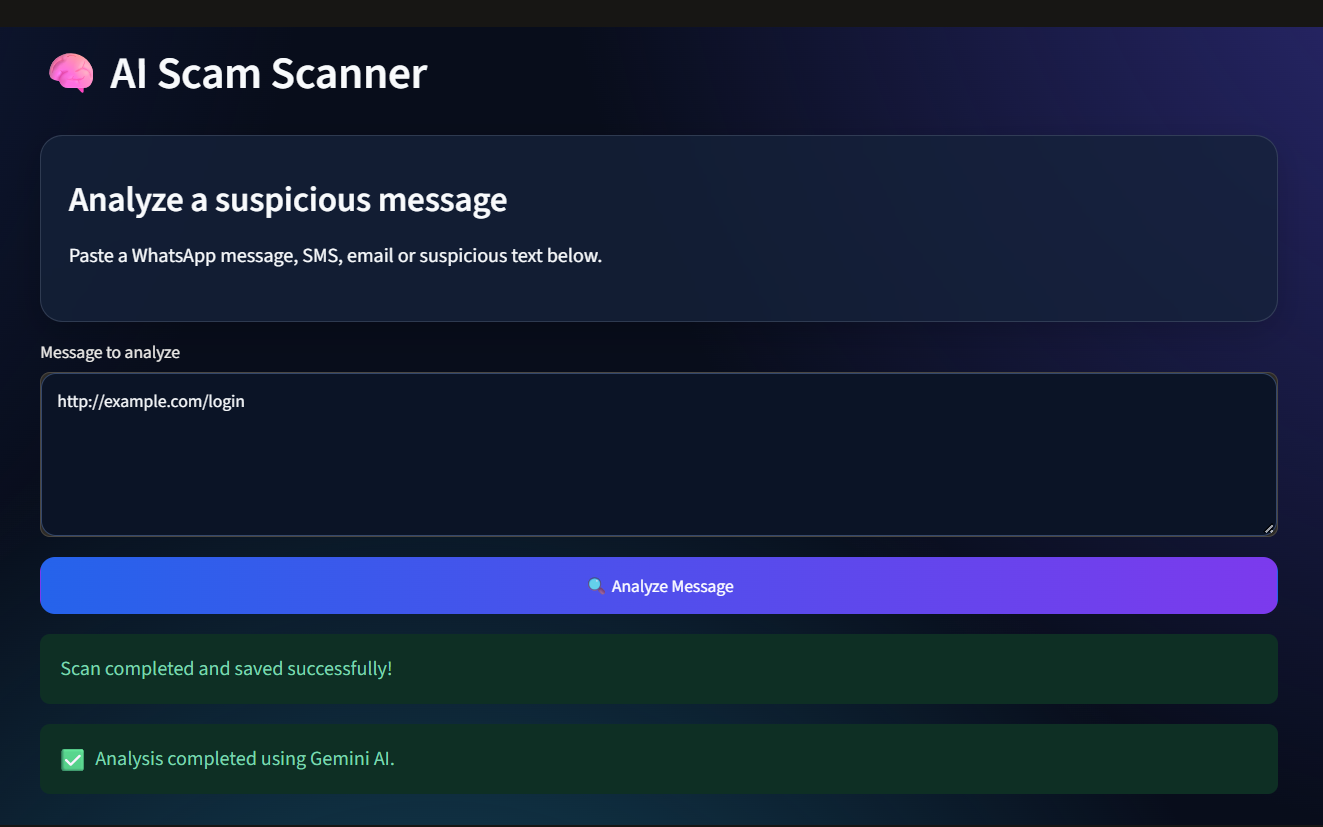 AI Scam Scanner
Analyze a suspicious message
Paste a WhatsApp message, SMS, email or suspicious text below.
Message to analyze
http://example.com/login
Analyze Message
Scan completed and saved successfully!
Analysis completed using Gemini AI.